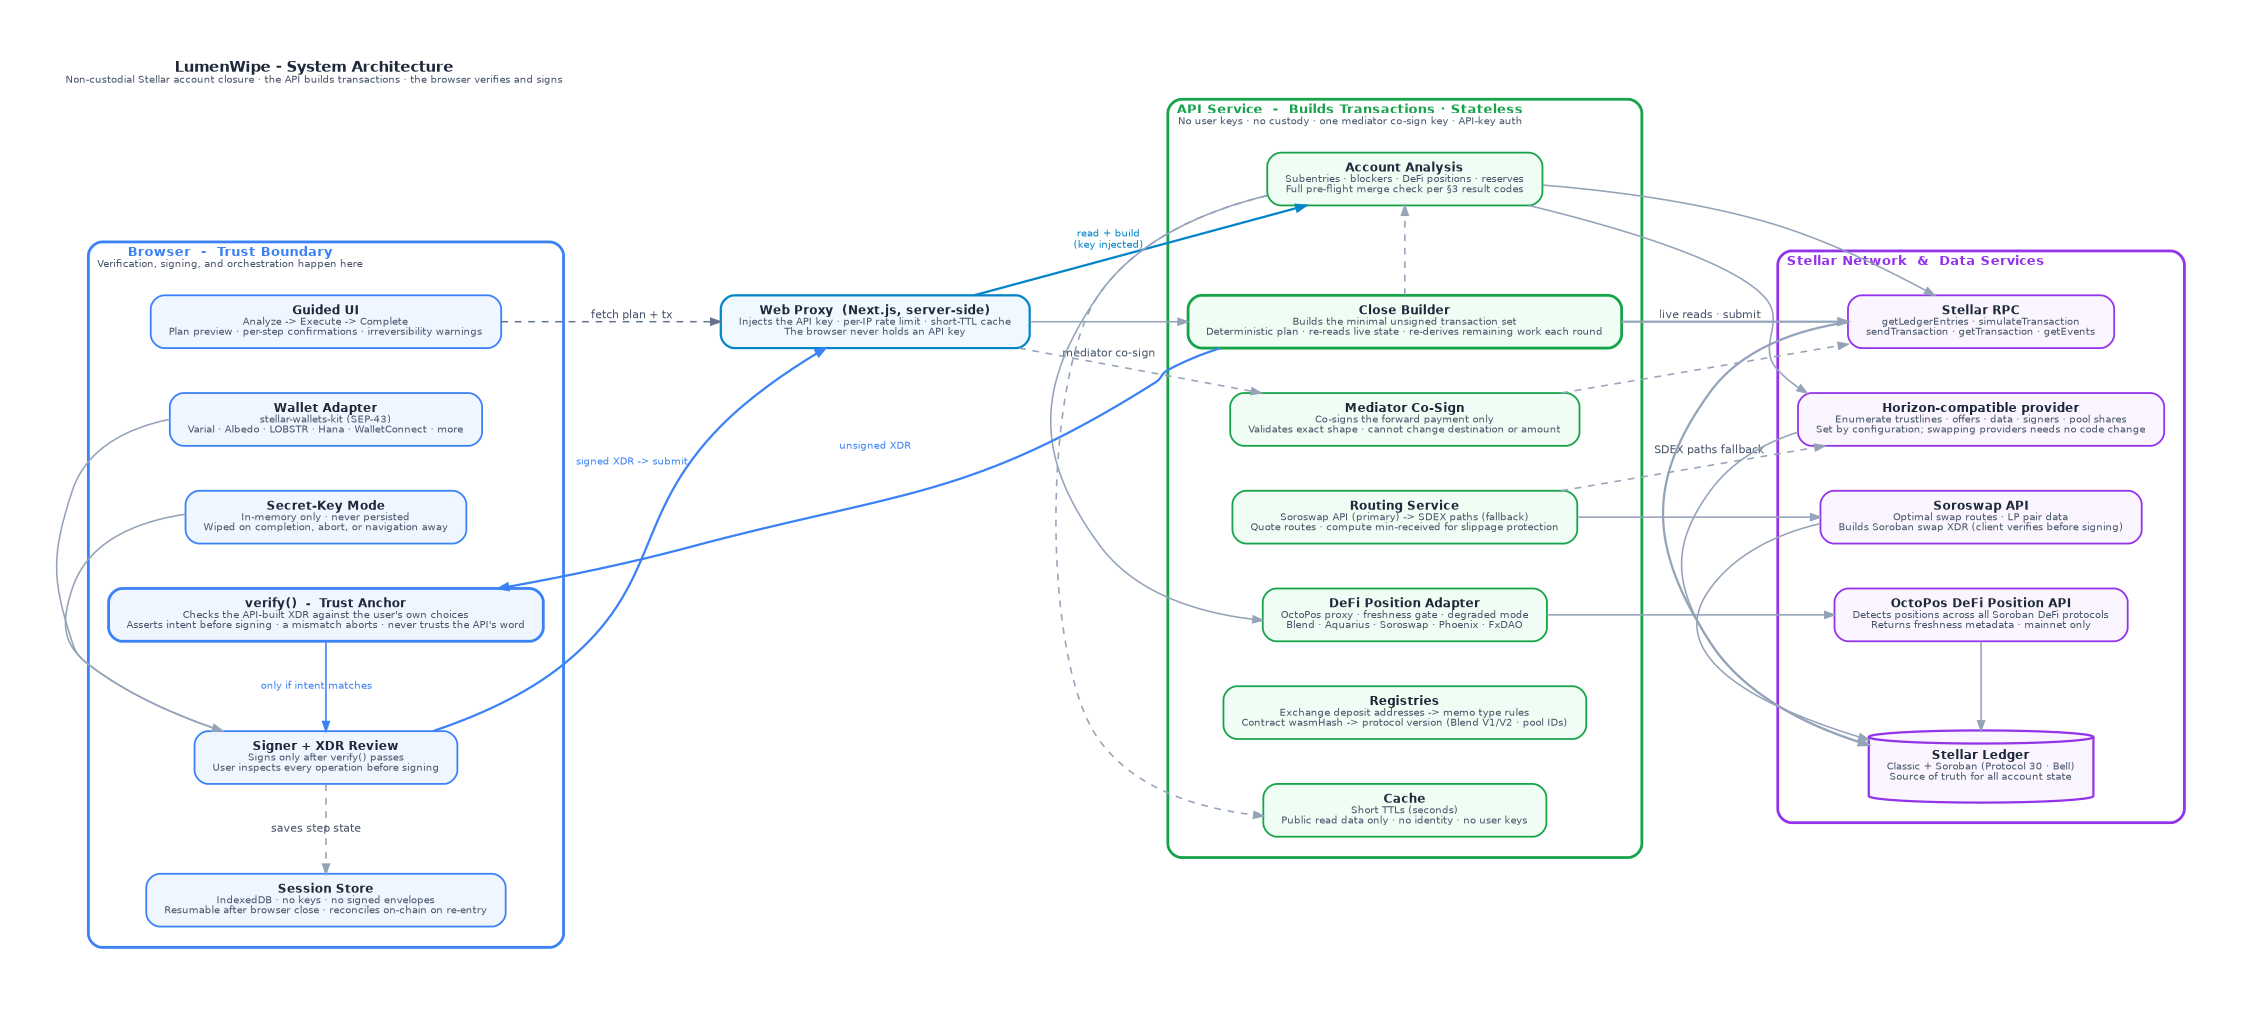 LumenWipe - System Architecture
Non-custodial Stellar account closure · the API builds transactions · the browser verifies and signs
Browser  -  Trust Boundary
Verification, signing, and orchestration happen here
Guided UI
Analyze -> Execute -> Complete
Plan preview · per-step confirmations · irreversibility warnings
Wallet Adapter
stellar-wallets-kit (SEP-43)
Varial · Albedo · LOBSTR · Hana · WalletConnect · more
Secret-Key Mode
In-memory only · never persisted
Wiped on completion, abort, or navigation away
verify()  -  Trust Anchor
Checks the API-built XDR against the user's own choices
Asserts intent before signing · a mismatch aborts · never trusts the API's word
only if intent matches
Signer + XDR Review
Signs only after verify() passes
User inspects every operation before signing
saves step state
Session Store
IndexedDB · no keys · no signed envelopes
Resumable after browser close · reconciles on-chain on re-entry
fetch plan + tx
signed XDR -> submit
Web Proxy  (Next.js, server-side)
Injects the API key · per-IP rate limit · short-TTL cache
The browser never holds an API key
read + build
(key injected)
mediator co-sign
unsigned XDR
API Service  -  Builds Transactions · Stateless
No user keys · no custody · one mediator co-sign key · API-key auth
Account Analysis
Subentries · blockers · DeFi positions · reserves
Full pre-flight merge check per §3 result codes
Close Builder
Builds the minimal unsigned transaction set
Deterministic plan · re-reads live state · re-derives remaining work each round
Mediator Co-Sign
Co-signs the forward payment only
Validates exact shape · cannot change destination or amount
Routing Service
Soroswap API (primary) -> SDEX paths (fallback)
Quote routes · compute min-received for slippage protection
DeFi Position Adapter
OctoPos proxy · freshness gate · degraded mode
Blend · Aquarius · Soroswap · Phoenix · FxDAO
Registries
Exchange deposit addresses -> memo type rules
Contract wasmHash -> protocol version (Blend V1/V2 · pool IDs)
Cache
Short TTLs (seconds)
Public read data only · no identity · no user keys
live reads · submit
SDEX paths fallback
Stellar Network  &  Data Services
Stellar RPC
getLedgerEntries · simulateTransaction
sendTransaction · getTransaction · getEvents
Horizon-compatible provider
Enumerate trustlines · offers · data · signers · pool shares
Set by configuration; swapping providers needs no code change
Soroswap API
Optimal swap routes · LP pair data
Builds Soroban swap XDR (client verifies before signing)
OctoPos DeFi Position API
Detects positions across all Soroban DeFi protocols
Returns freshness metadata · mainnet only
Stellar Ledger
Classic + Soroban (Protocol 30 · Bell)
Source of truth for all account state